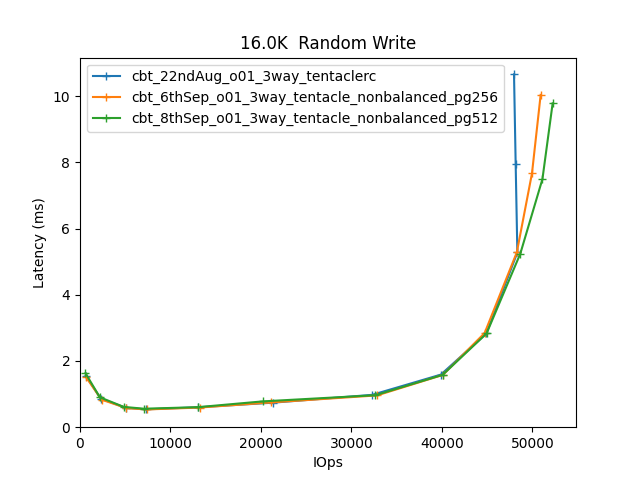 16.0K  Random Write
cbt_22ndAug_o01_3way_tentaclerc
cbt_6thSep_o01_3way_tentacle_nonbalanced_pg256
cbt_8thSep_o01_3way_tentacle_nonbalanced_pg512
10
8
6
4
2
0
Latency (ms)
0 10000 20000 30000 40000 50000
IOps